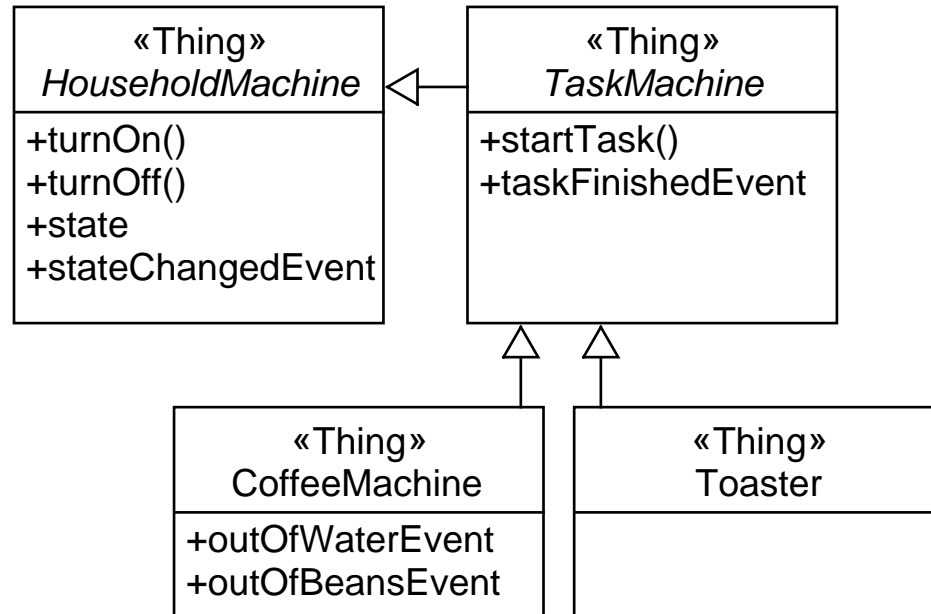 «Thing»
HouseholdMachine
+turnOn()
+turnOff()
+state
+stateChangedEvent
«Thing»
TaskMachine
+startTask()
+taskFinishedEvent
«Thing»
CoffeeMachine
+outOfWaterEvent
+outOfBeansEvent
«Thing»
Toaster